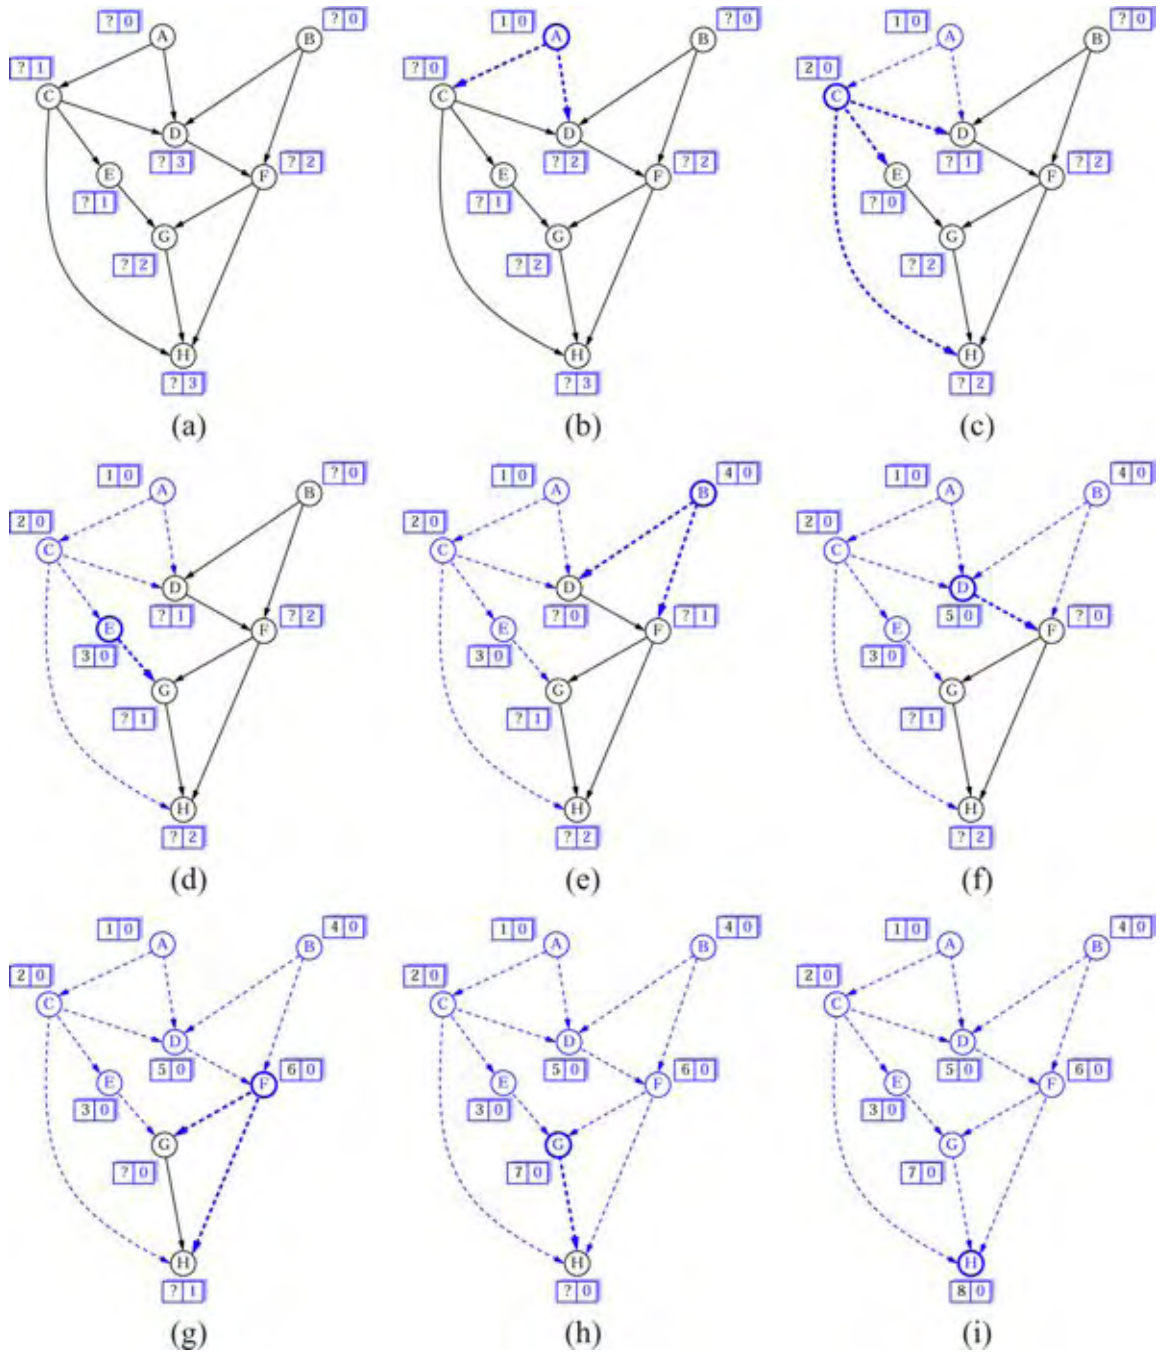 ? 0 ? 0 1 0 ? 0 1 0 ? 0
A B A B A B
? 1 ? 0 2 0
C C C
D D D
? 3 ? 2 ? 2 ? 2 ? 1 ? 2
E F E F E F
? 1 ? 1 ? 0
G G G
? 2 ? 2 ? 2
H H H
? 3 ? 3 ? 2
(a) (b) (c)
1 0 ? 0 1 0 4 0 1 0 4 0
A B A B A B
2 0 2 0 2 0
C C C
D D D
? 1 ? 2 ? 0 ? 1 5 0 ? 0
E F E F E F
3 0 3 0 3 0
G G G
? 1 ? 1 ? 1
H H H
? 2 ? 2 ? 2
(d) (e) (f)
1 0 4 0 1 0 4 0 1 0 4 0
A B A B A B
2 0 2 0 2 0
C C C
D D D
5 0 6 0 5 0 6 0 5 0 6 0
E F E F E F
3 0 3 0 3 0
G G G
? 0 7 0 7 0
H H H
? 1 ? 0 8 0
(g) (h) (i)